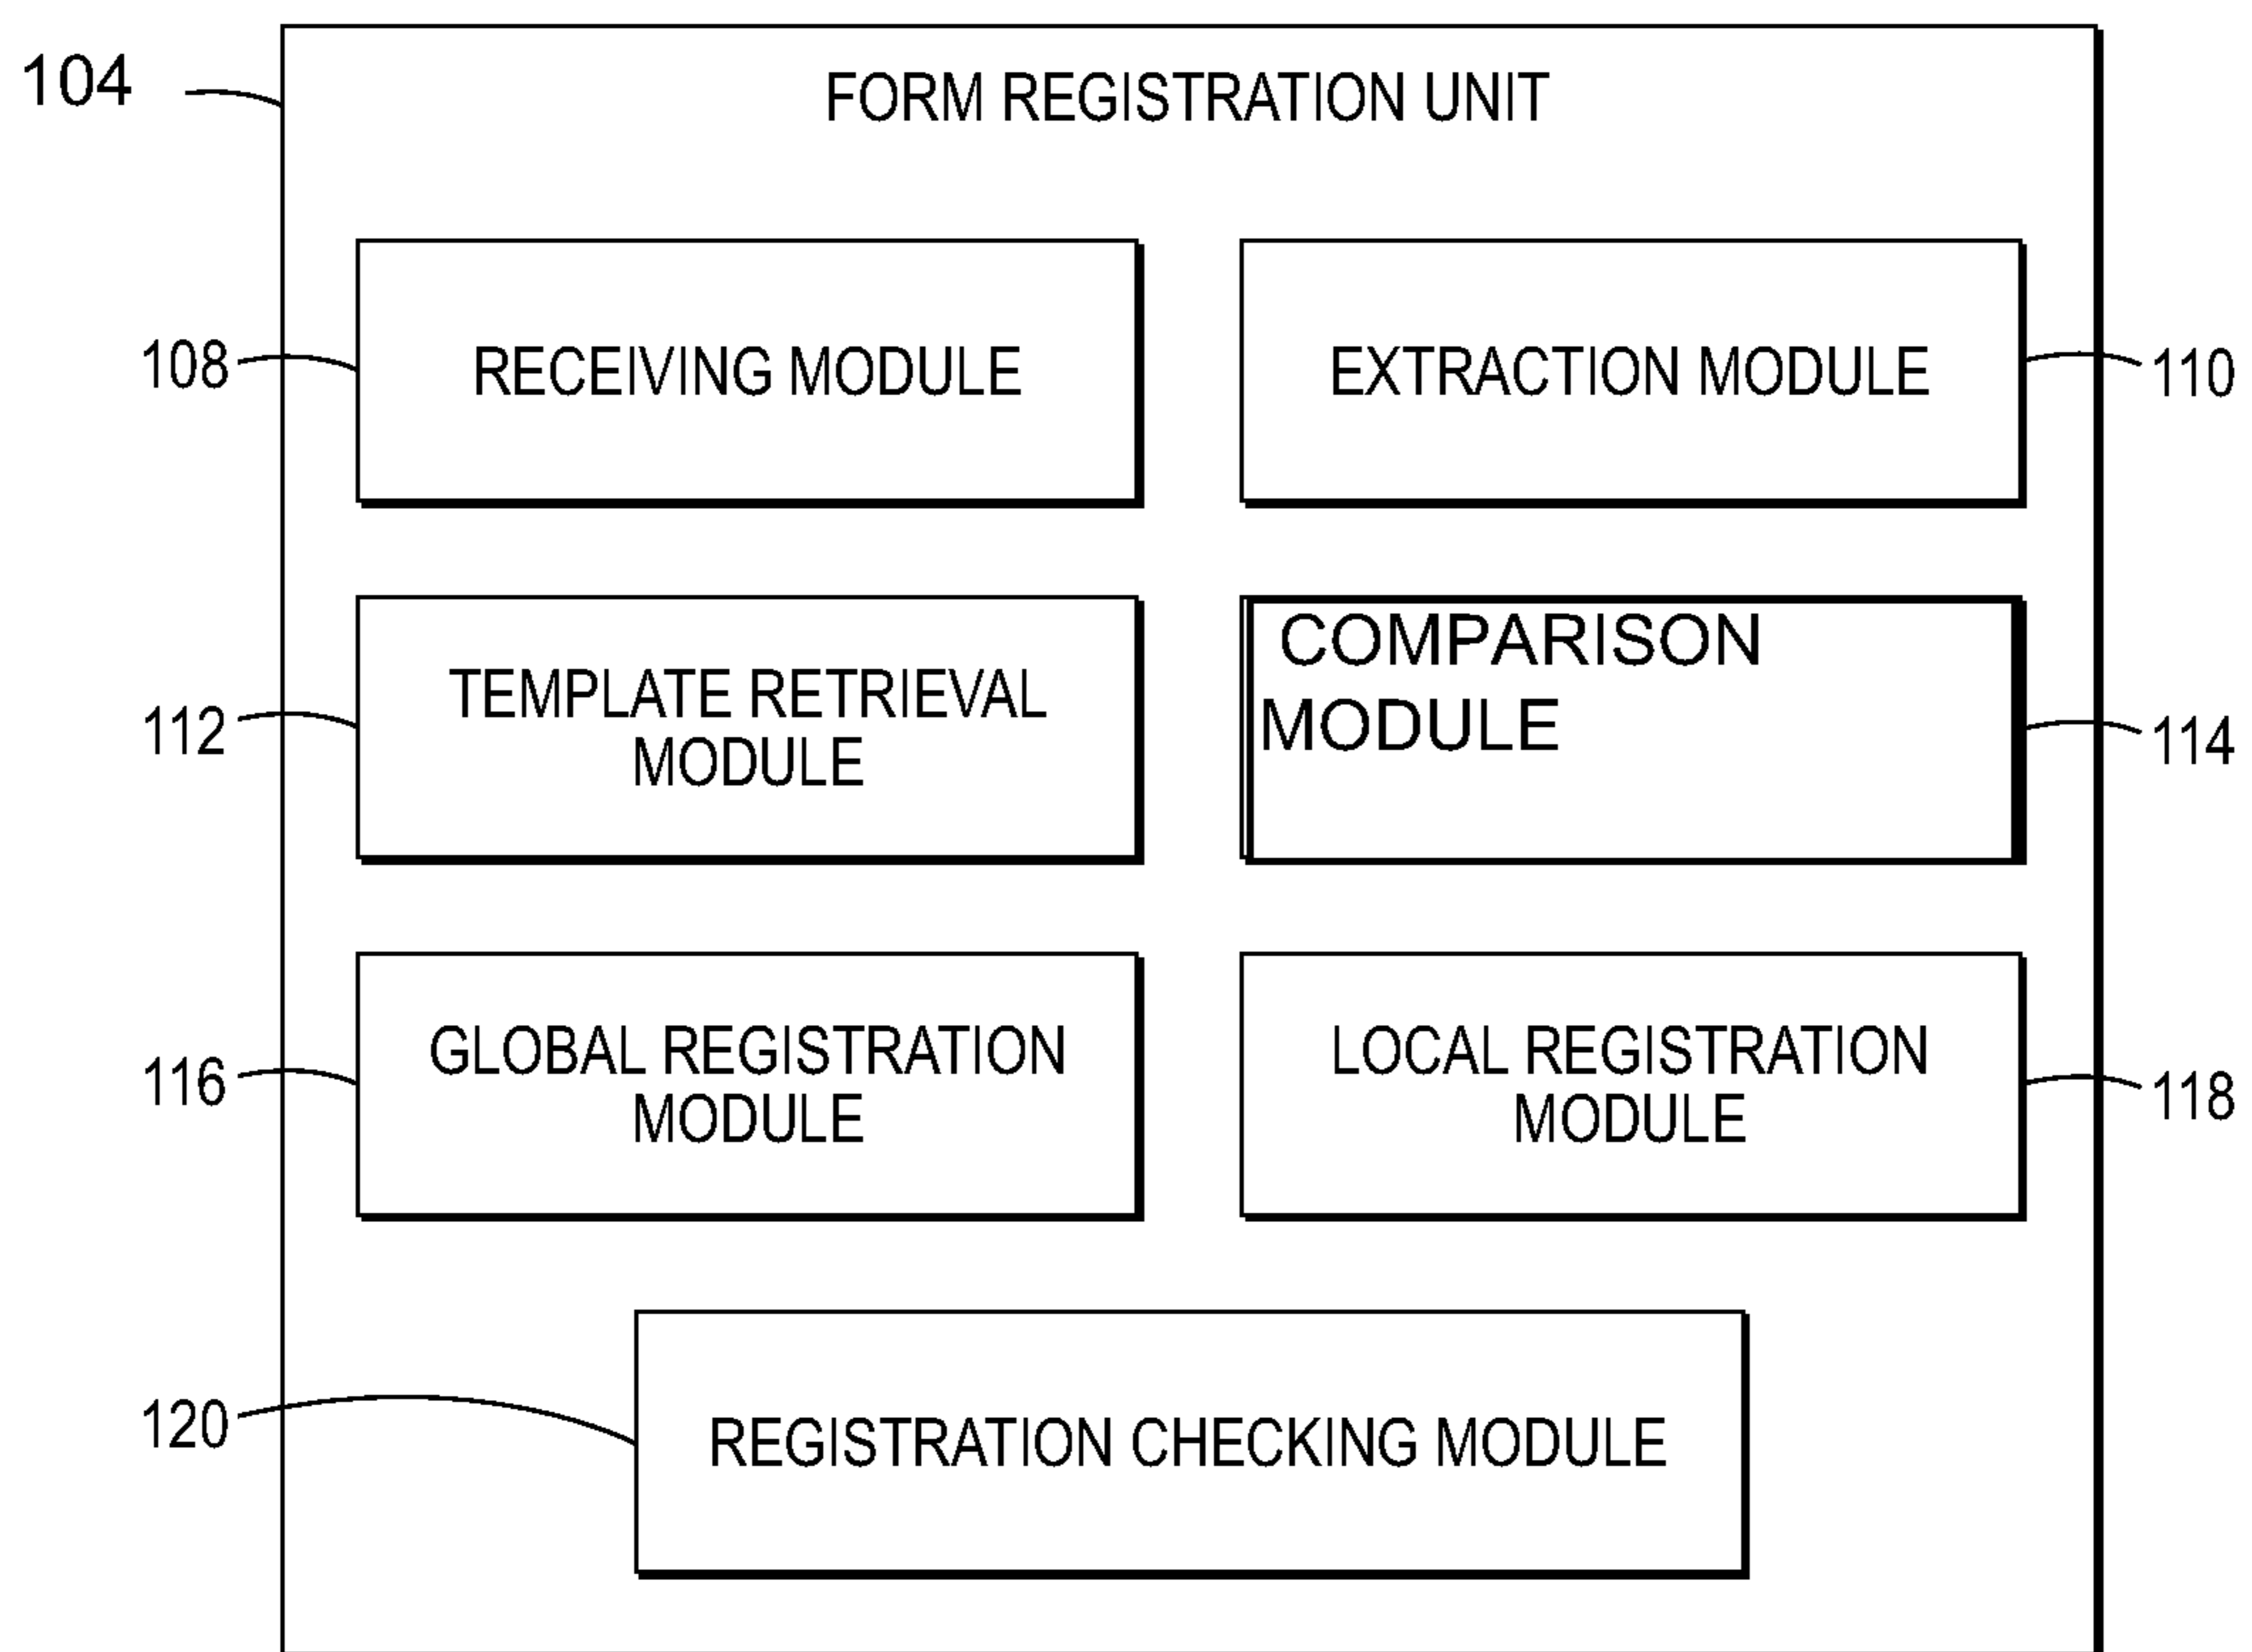 104
FORM REGISTRATION UNIT
108
RECEIVING MODULE
EXTRACTION MODULE
110
112
TEMPLATE RETRIEVAL
MODULE
COMPARISON
MODULE
114
116
GLOBAL REGISTRATION
MODULE
LOCAL REGISTRATION
MODULE
118
120
REGISTRATION CHECKING MODULE